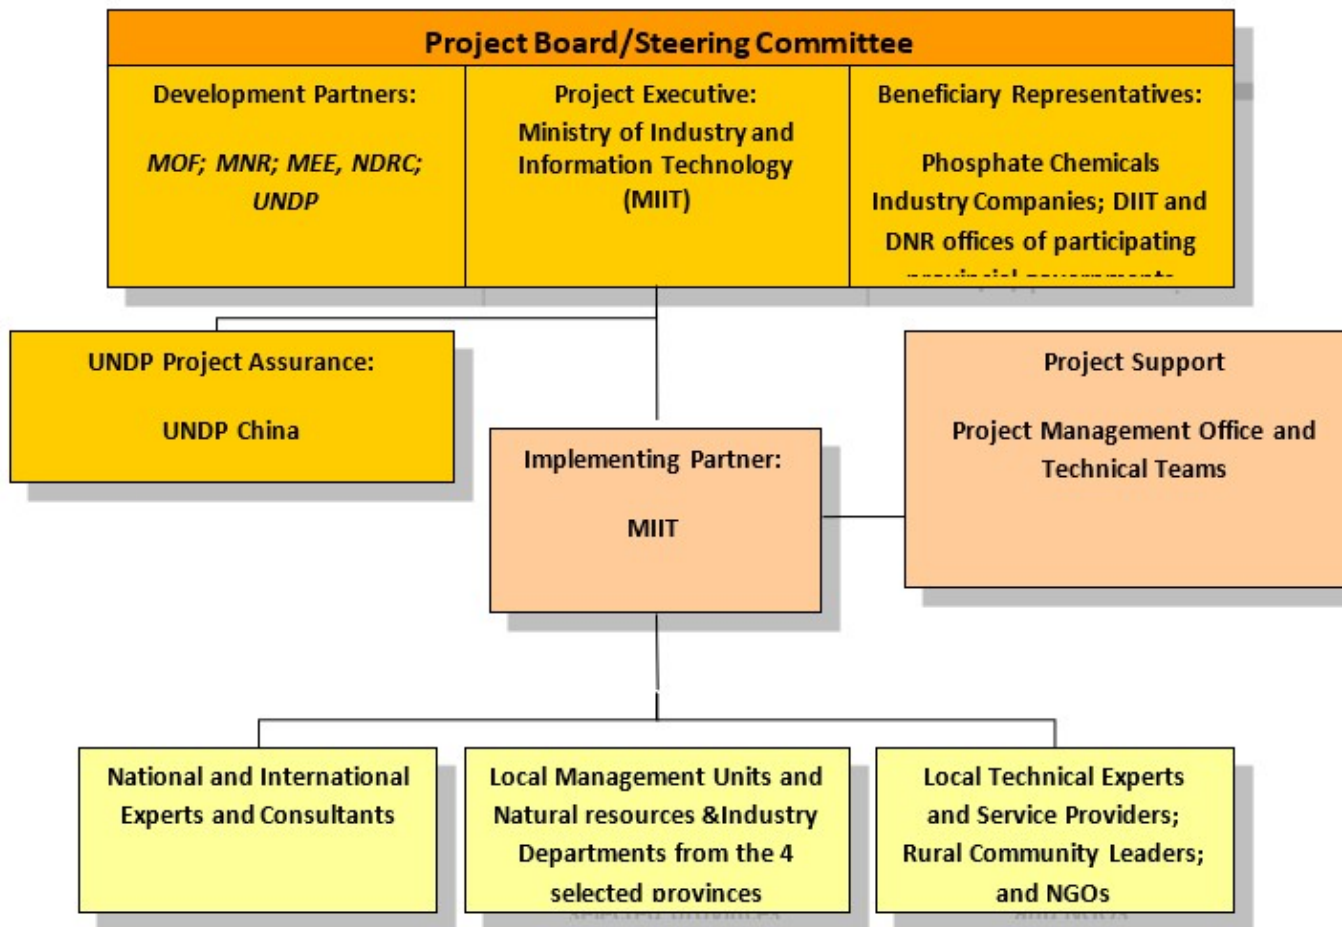 Project Board/Steering Committee
Development Partners:
MOF; MNR; MEE, NDRC;
UNDP
Project Executive:
Ministry of Industry and
Information Technology
(MIIT)
Beneficiary Representatives:
Phosphate Chemicals
Industry Companies; DIIT and
DNR offices of participating
provincial governments
UNDP Project Assurance:
UNDP China
Project Support
Project Management Office and
Technical Teams
Implementing Partner:
MIIT
National and International
Experts and Consultants
Local Management Units and
Natural resources &Industry
Departments from the 4
selected provinces
Local Technical Experts
and Service Providers;
Rural Community Leaders;
and NGOs